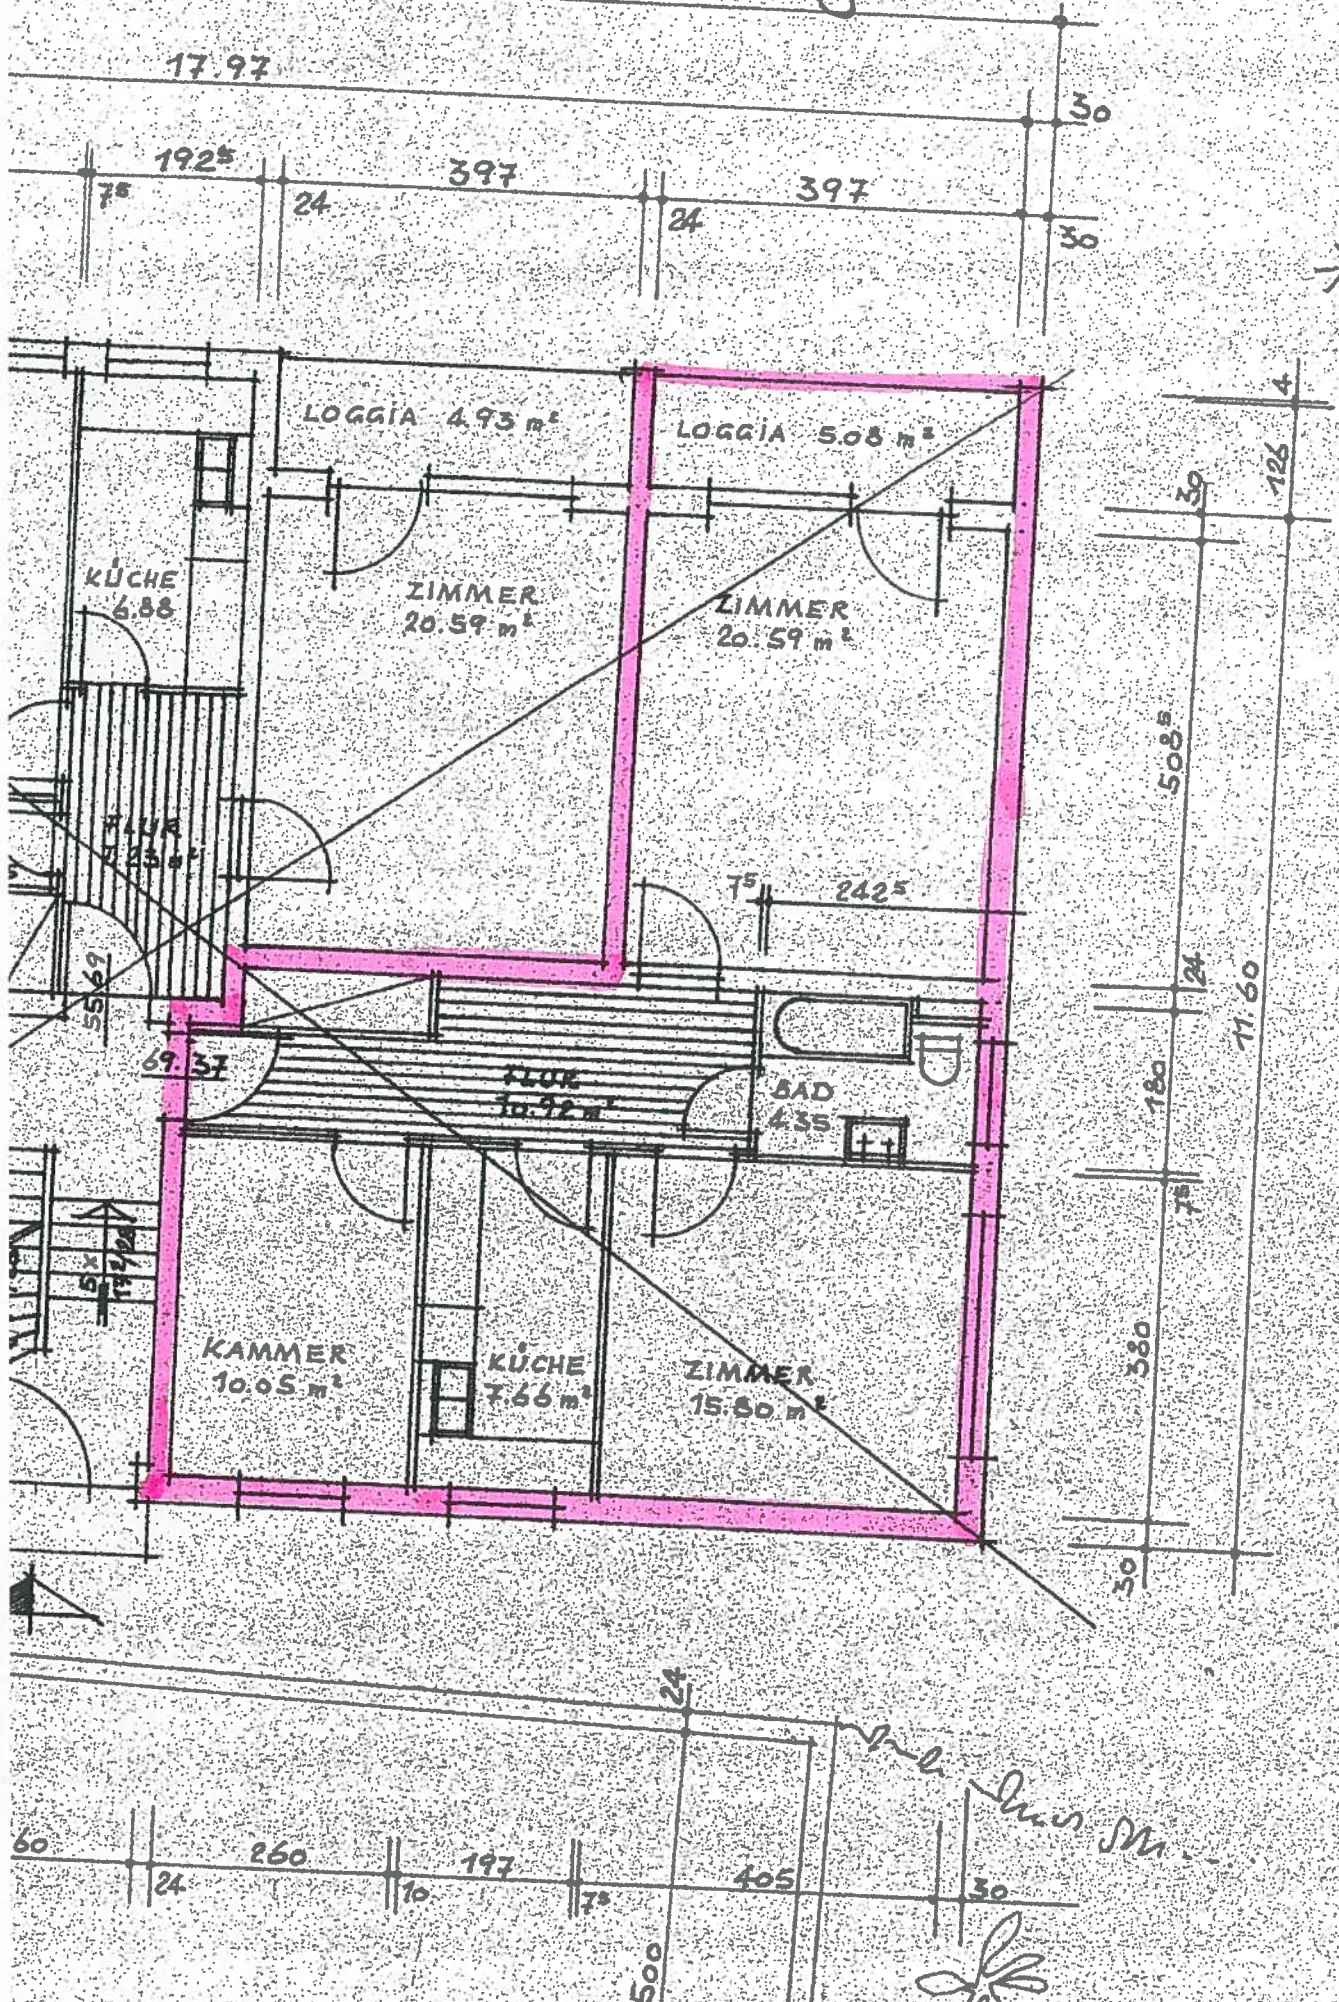 17.97
30
192⁵
397
397
7⁵
24
24
30
4
LOGGIA 4.93 m²
LOGGIA 5.08 m²
126
30
KÜCHE
6.88
ZIMMER
20.59 m²
ZIMMER
20.59 m²
508⁵
7⁵
242⁵
55.69
24
11.60
69.37
FLUR
10.92 m²
BAD
4.35
180
7⁵
5 x
KAMMER
10.05 m²
KÜCHE
7.66 m²
ZIMMER
15.80 m²
380
30
24
60
24
260
10
197
7⁵
405
30
500